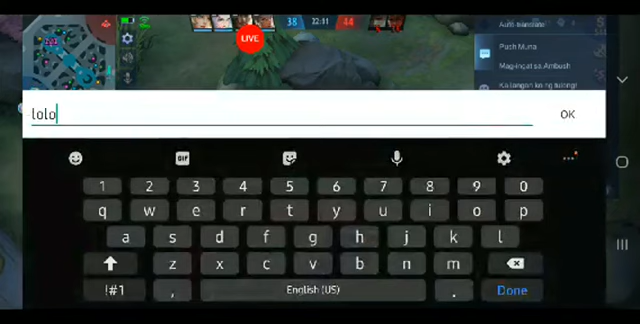 38 22:11 44
LIVE
Auto-translate
Push Muna
Mag-ingat sa Ambush
Kailangan ko ng tulong!
lolo
OK
GIF
1 2 3 4 5 6 7 8 9 0
q w e r t y u i o p
a s d f g h j k l
z x c v b n m
!#1 , English (US) . Done